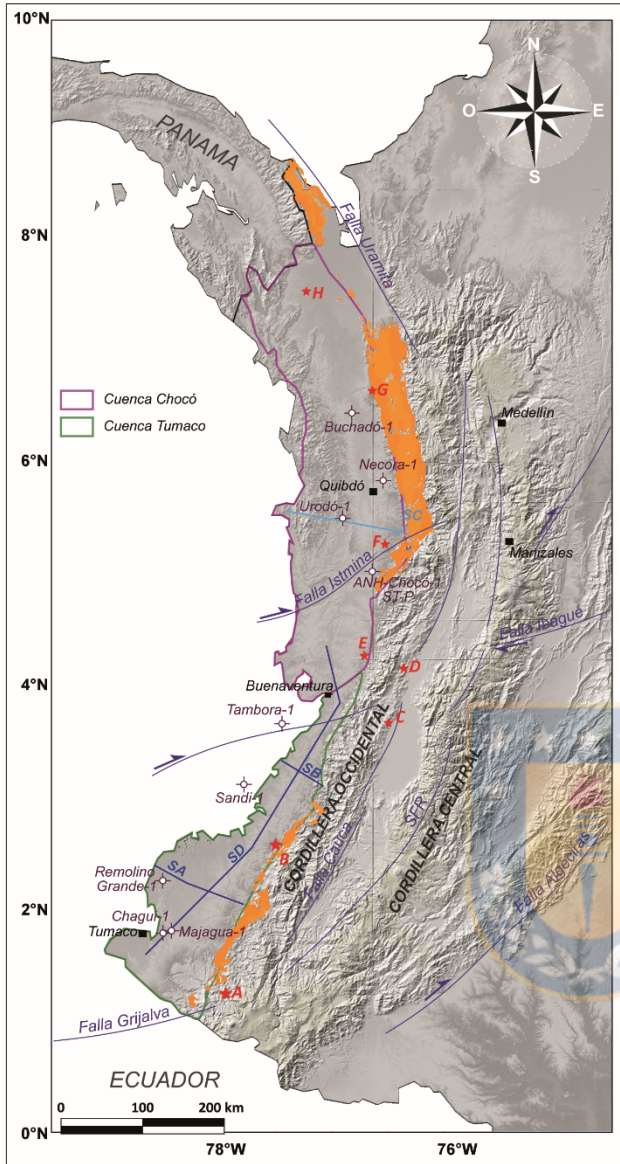 10°N
8°N
6°N
4°N
2°N
0°N
78°W
76°W
N
O
E
S
PANAMA
Falla Uramita
H
Cuenca Chocó
Cuenca Tumaco
G
Buchadó-1
Medellín
Necora-1
Quibdó
Urodó-1
SC
F
Manizales
Falla Istmina
ANH-Chocó-1
ST-P
Falla Ibagué
E
D
Buenaventura
Tambora-1
C
CORDILLERA OCCIDENTAL
SB
Sandi-1
SFR
CORDILLERA CENTRAL
Falla Cauca
B
SD
SA
Remolino
Grande-1
Chagüi-1
Tumaco
Majagua-1
Falla Algeciras
A
Falla Grijalva
ECUADOR
0
100
200 km